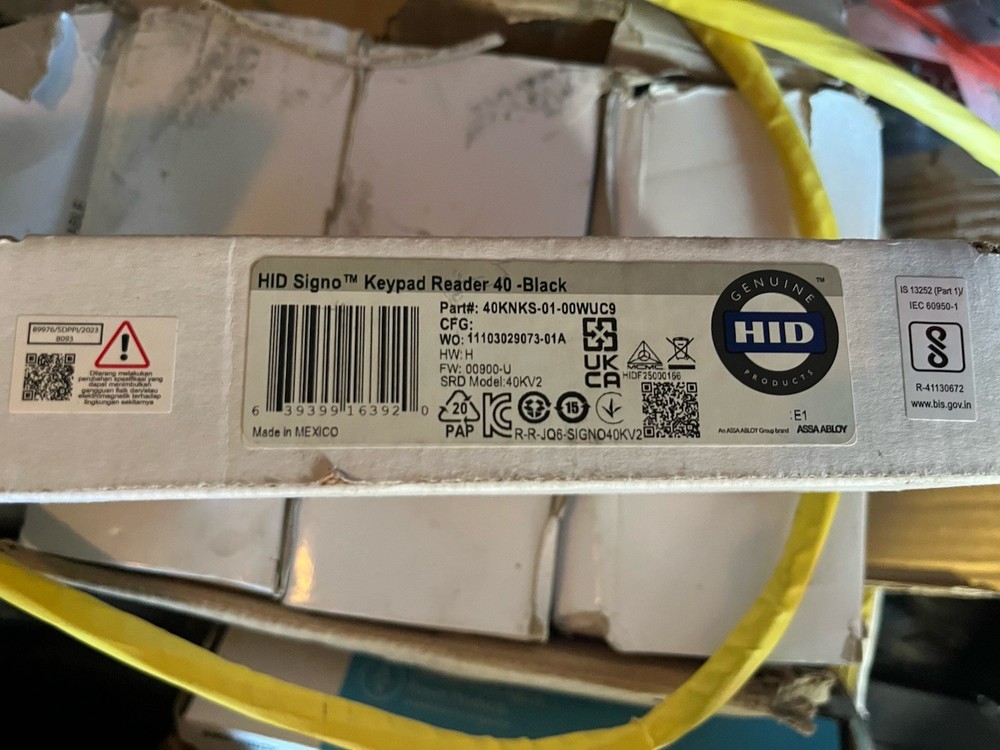 89976/SDPPI/2023
8093
Dilarang melakukan
perubahan spesifikasi yang
dapat menimbulkan
gangguan fisik dan/atau
elektromagnetik terhadap
lingkungan sekitarnya
HID Signo™ Keypad Reader 40 -Black
Part#: 40KNKS-01-00WUC9
CFG:
WO: 11103029073-01A
HW: H
FW: 00900-U
SRD Model:40KV2
6 39399 16392 0
Made in MEXICO
20
PAP
UK
CA
15
MCMC
HIDF25000166
R-R-JQ6-SIGNO40KV2
GENUINE
HID
PRODUCTS
™
:E1
An ASSA ABLOY Group brand ASSA ABLOY
IS 13252 (Part 1)/
IEC 60950-1
R-41130672
www.bis.gov.in